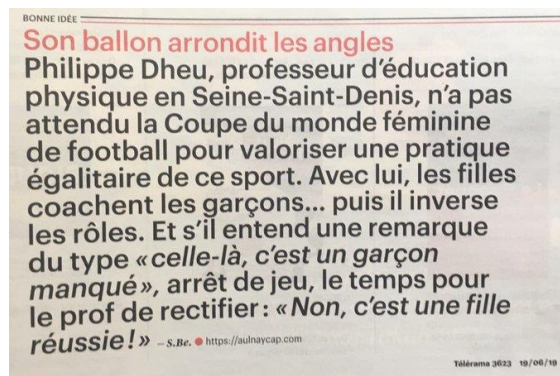 BONNE IDÉE
Son ballon arrondit les angles
Philippe Dheu, professeur d'éducation
physique en Seine-Saint-Denis, n'a pas
attendu la Coupe du monde féminine
de football pour valoriser une pratique
égalitaire de ce sport. Avec lui, les filles
coachent les garçons... puis il inverse
les rôles. Et s'il entend une remarque
du type «celle-là, c'est un garçon
manqué», arrêt de jeu, le temps pour
le prof de rectifier: «Non, c'est une fille
réussie!» – S.Be. ● https://aulnaycap.com
Télérama 3623 19/06/19